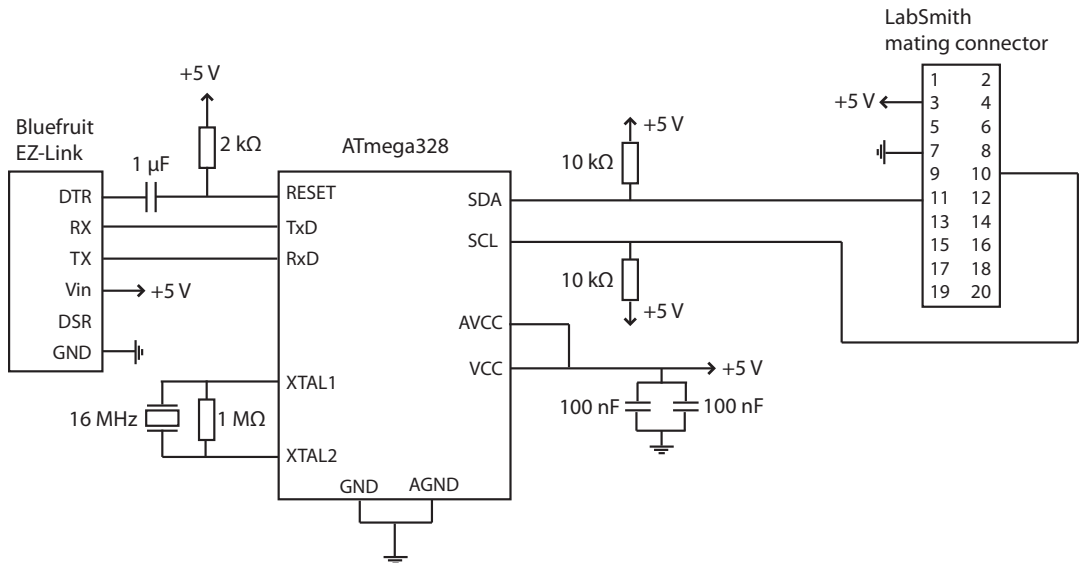 LabSmith
mating connector
+5 V
Bluefruit
EZ-Link
1 µF
2 kΩ
ATmega328
10 kΩ
+5 V
+5 V
1 2
3 4
5 6
7 8
9 10
11 12
13 14
15 16
17 18
19 20
DTR
RX
TX
Vin
DSR
GND
+5 V
RESET
TxD
RxD
XTAL1
XTAL2
GND AGND
SDA
SCL
AVCC
VCC
10 kΩ
+5 V
+5 V
100 nF 100 nF
16 MHz 1 MΩ